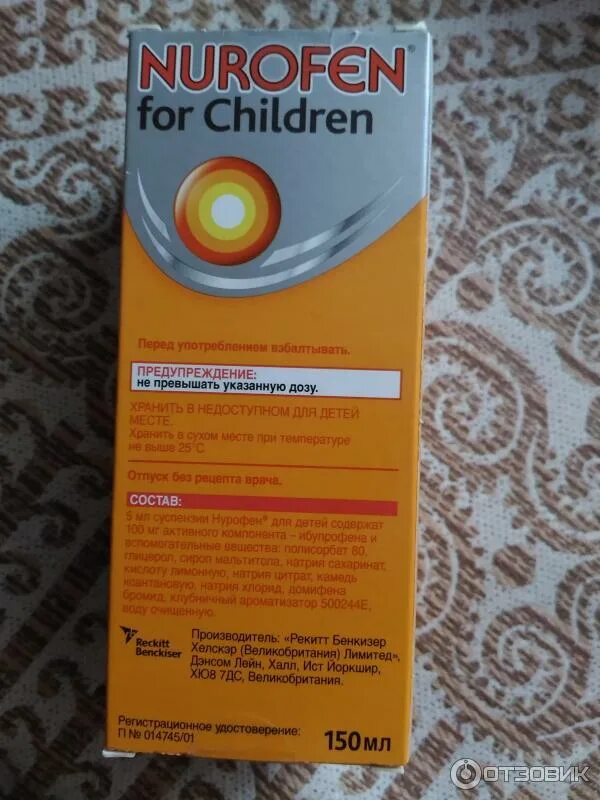 NUROFEN®
for Children
Перед употреблением взбалтывать.
ПРЕДУПРЕЖДЕНИЕ:
не превышать указанную дозу.
ХРАНИТЬ В НЕДОСТУПНОМ ДЛЯ ДЕТЕЙ
МЕСТЕ.
Хранить в сухом месте при температуре
не выше 25°C
Отпуск без рецепта врача.
СОСТАВ:
5 мл суспензии Нурофен® для детей содержат
100 мг активного компонента – ибупрофена и
вспомогательные вещества: полисорбат 80,
глицерол, сироп мальтитола, натрия сахаринат,
кислоту лимонную, натрия цитрат, камедь
ксантановую, натрия хлорид, домифена
бромид, клубничный ароматизатор 500244Е,
воду очищенную.
Reckitt
Benckiser
Производитель: «Рекитт Бенкизер
Хелскэр (Великобритания) Лимитед»,
Дэнсом Лейн, Халл, Ист Йоркшир,
ХЮ8 7ДС, Великобритания.
Регистрационное удостоверение:
П № 014745/01
150мл
ОТЗОВИК